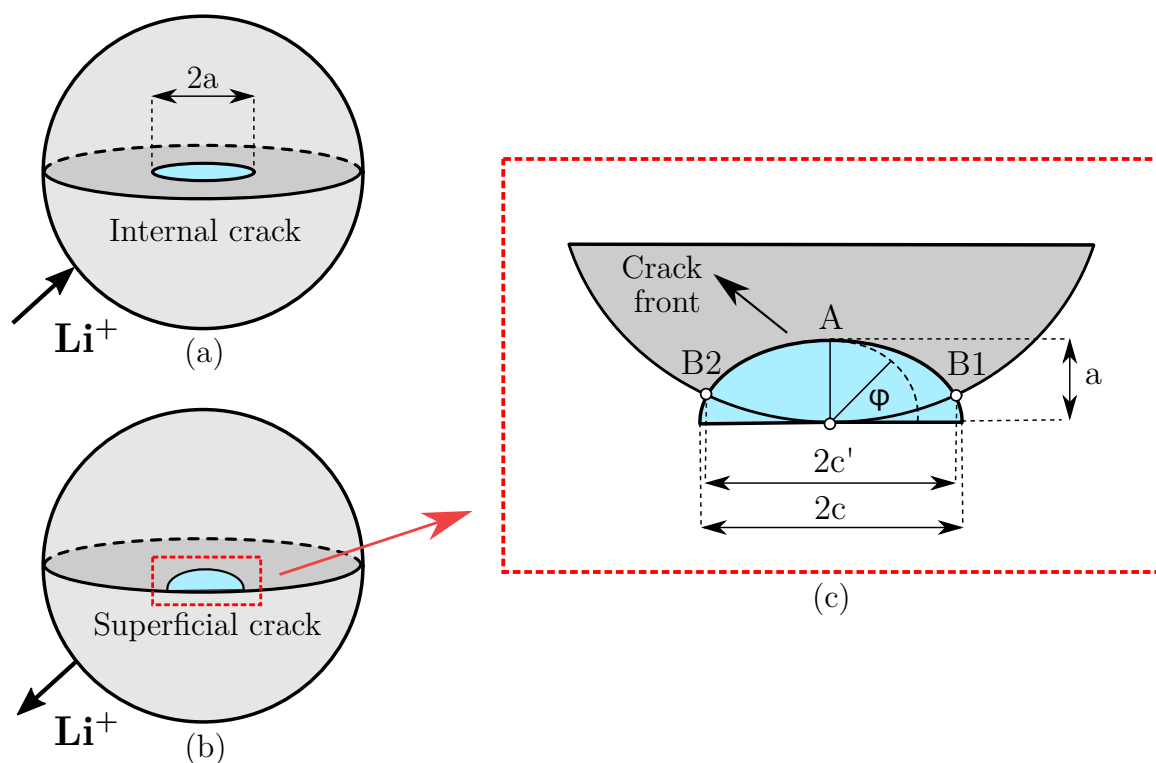 2a
Internal crack
Li+
(a)
Superficial crack
Li+
(b)
Crack
front
A
B2
B1
a
φ
2c'
2c
(c)